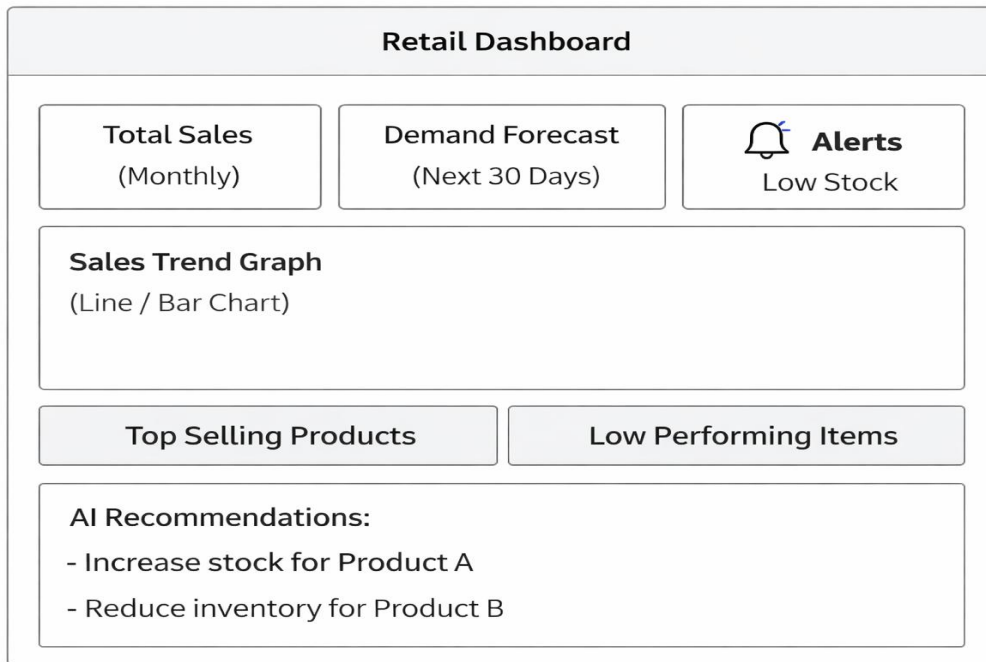 Retail Dashboard
Total Sales
(Monthly)
Demand Forecast
(Next 30 Days)
Alerts
Low Stock
Sales Trend Graph
(Line / Bar Chart)
Top Selling Products
Low Performing Items
AI Recommendations:
- Increase stock for Product A
- Reduce inventory for Product B